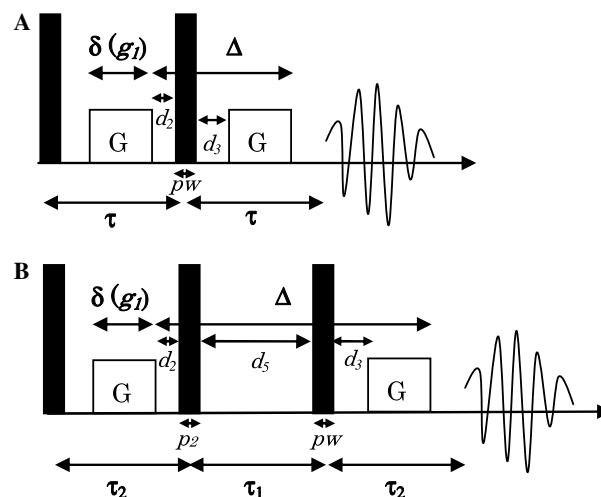 A
δ (g1) Δ
d2
G d3 G
pw
τ τ
B
δ (g1) Δ
d2 d5 d3
G G
p2 pw
τ2 τ1 τ2